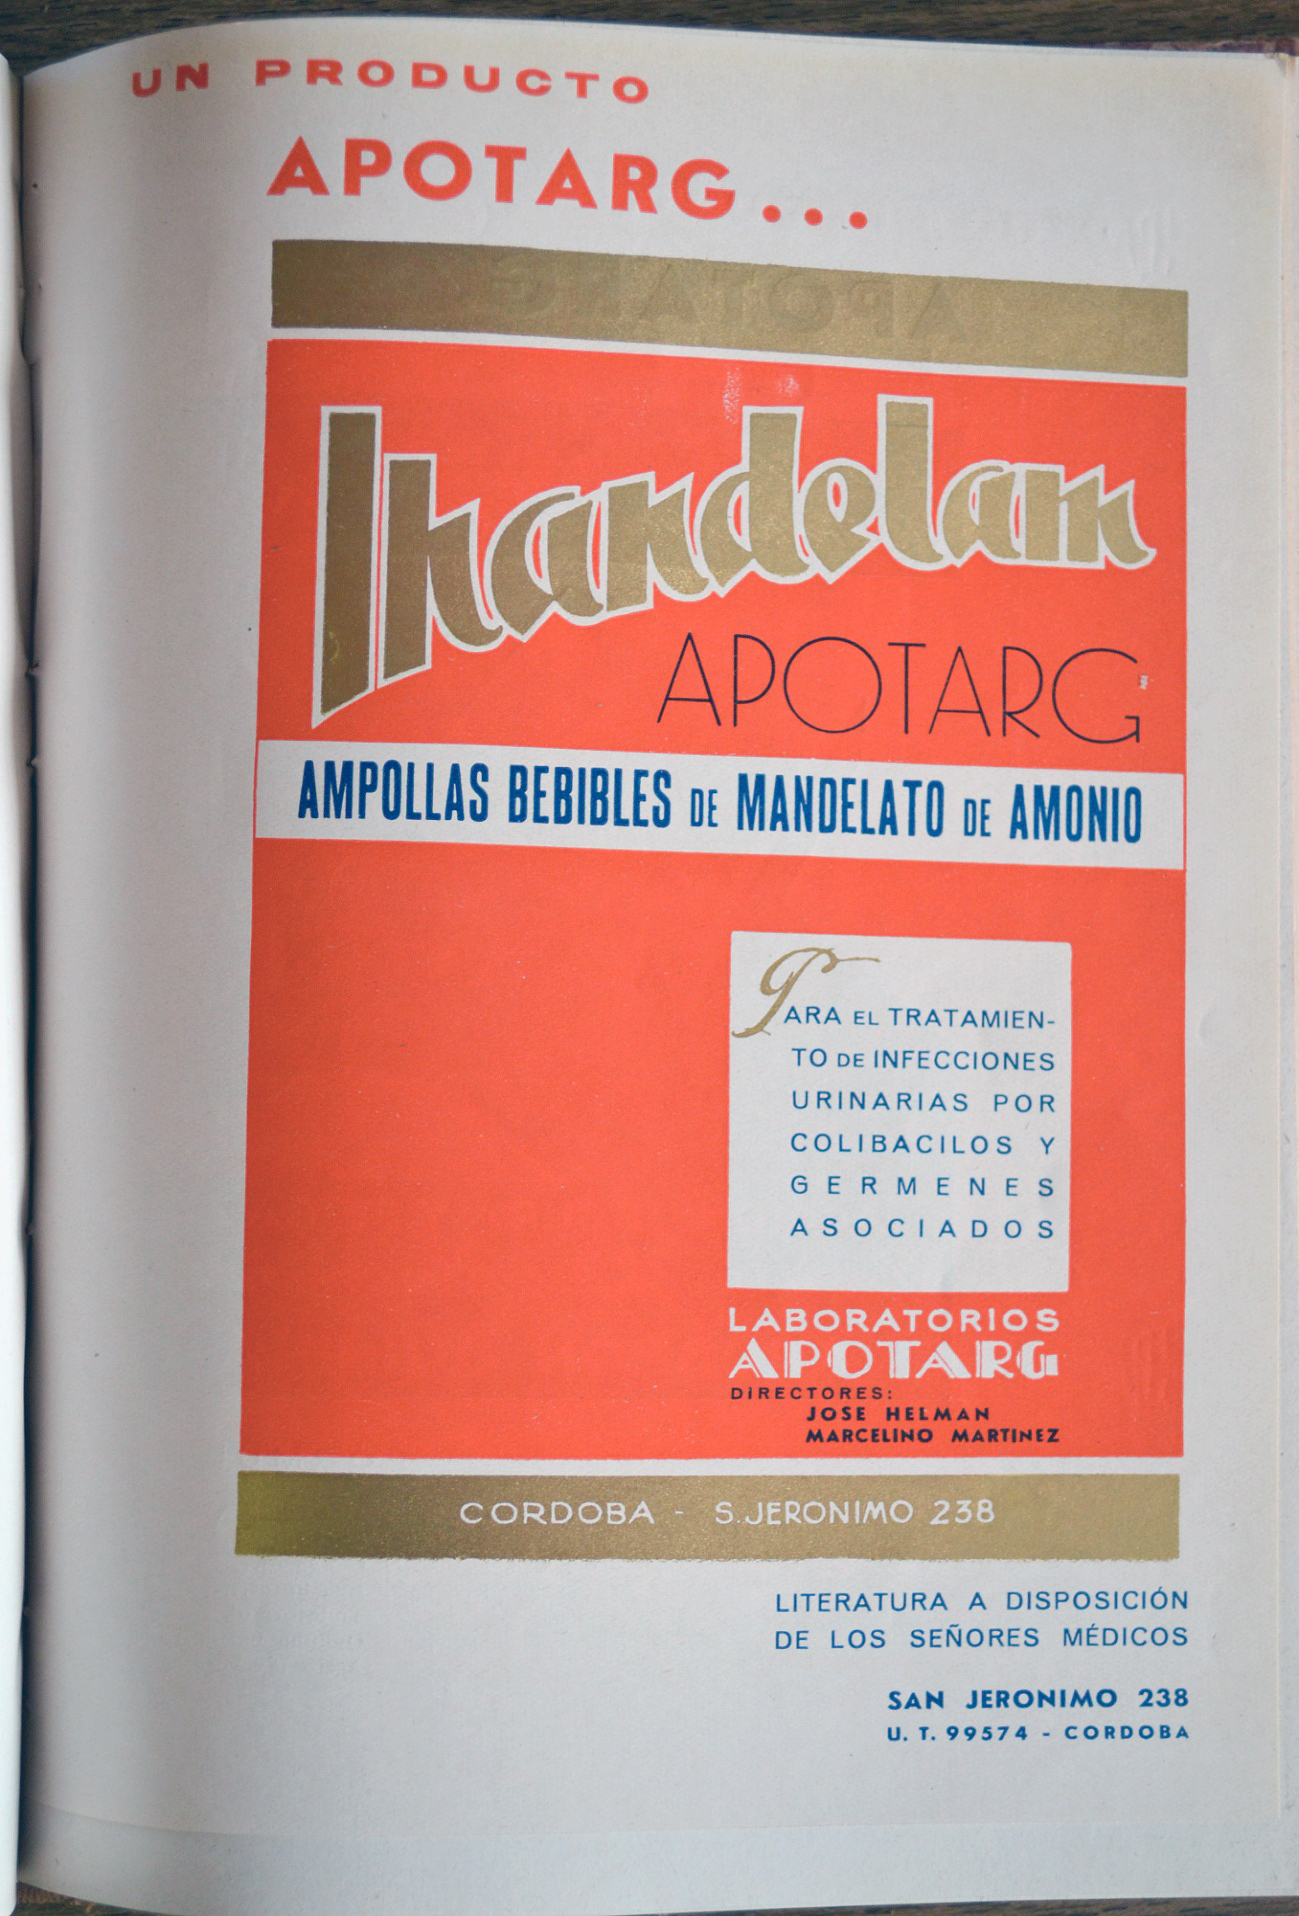 UN PRODUCTO
APOTARG...
Mandelam
APOTARG
AMPOLLAS BEBIBLES DE MANDELATO DE AMONIO
PARA EL TRATAMIEN-
TO DE INFECCIONES
URINARIAS POR
COLIBACILOS Y
GERMENES
ASOCIADOS
LABORATORIOS
APOTARG
DIRECTORES:
JOSE HELMAN
MARCELINO MARTINEZ
CORDOBA - S. JERONIMO 238
LITERATURA A DISPOSICIÓN
DE LOS SEÑORES MÉDICOS
SAN JERONIMO 238
U. T. 99574 - CORDOBA